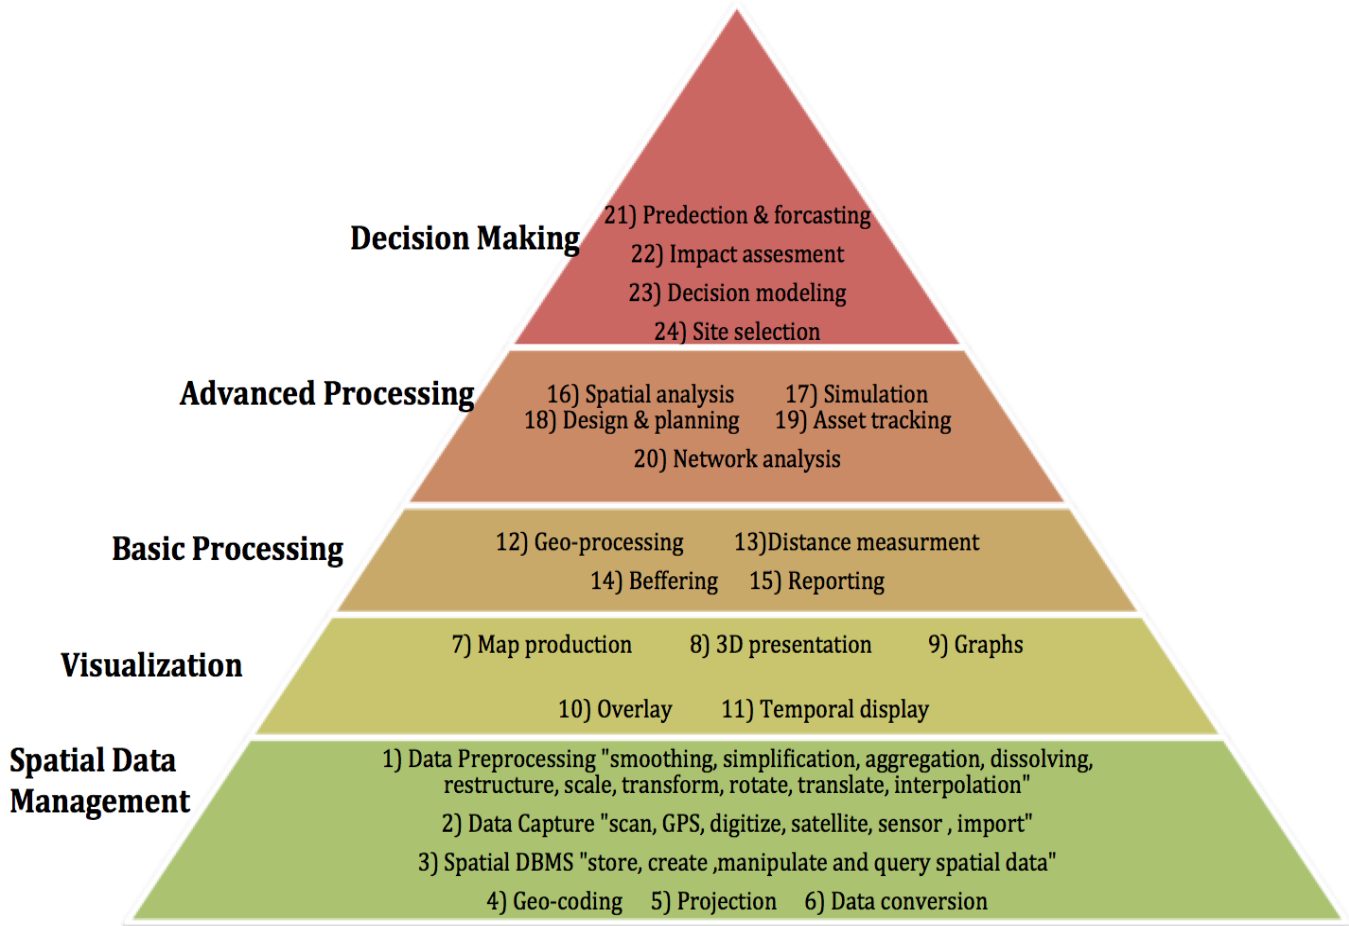 21) Predection & forcasting
Decision Making
22) Impact assesment
23) Decision modeling
24) Site selection
Advanced Processing
16) Spatial analysis 17) Simulation
18) Design & planning 19) Asset tracking
20) Network analysis
Basic Processing
12) Geo-processing 13)Distance measurment
14) Beffering 15) Reporting
Visualization
7) Map production 8) 3D presentation 9) Graphs
10) Overlay 11) Temporal display
Spatial Data
Management
1) Data Preprocessing "smoothing, simplification, aggregation, dissolving,
restructure, scale, transform, rotate, translate, interpolation"
2) Data Capture "scan, GPS, digitize, satellite, sensor , import"
3) Spatial DBMS "store, create ,manipulate and query spatial data"
4) Geo-coding 5) Projection 6) Data conversion